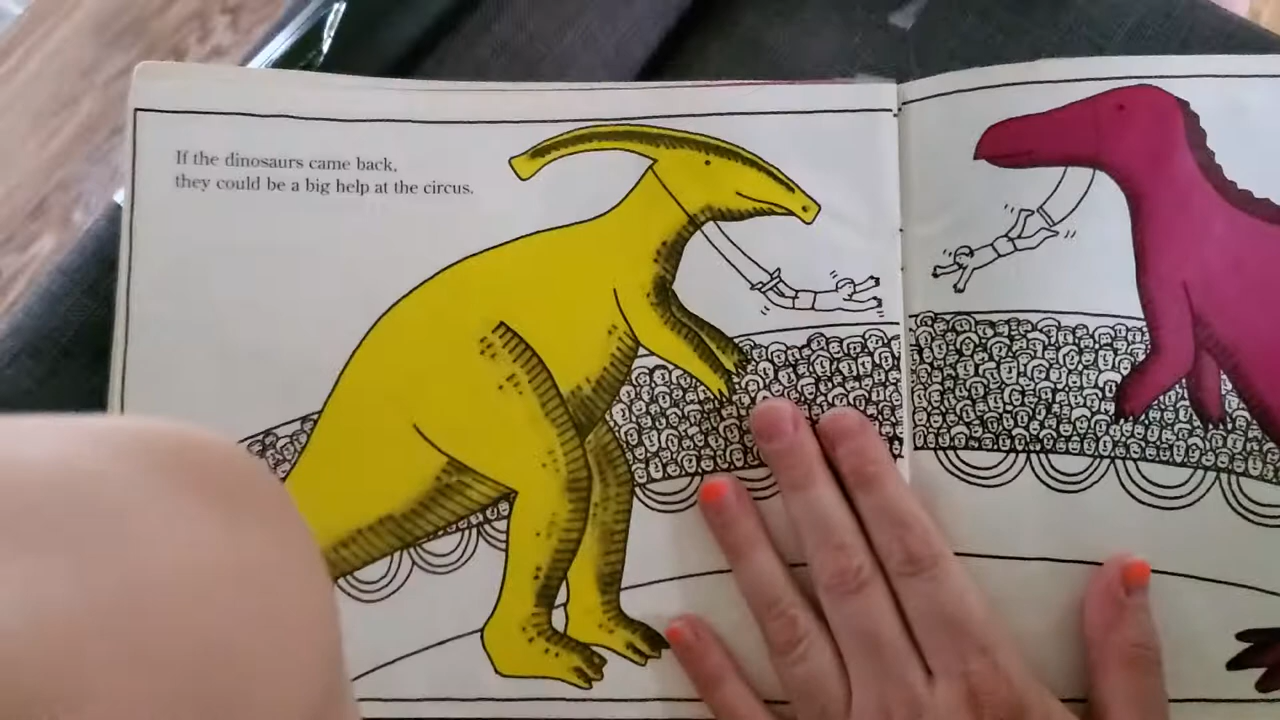 If the dinosaurs came back,
they could be a big help at the circus.